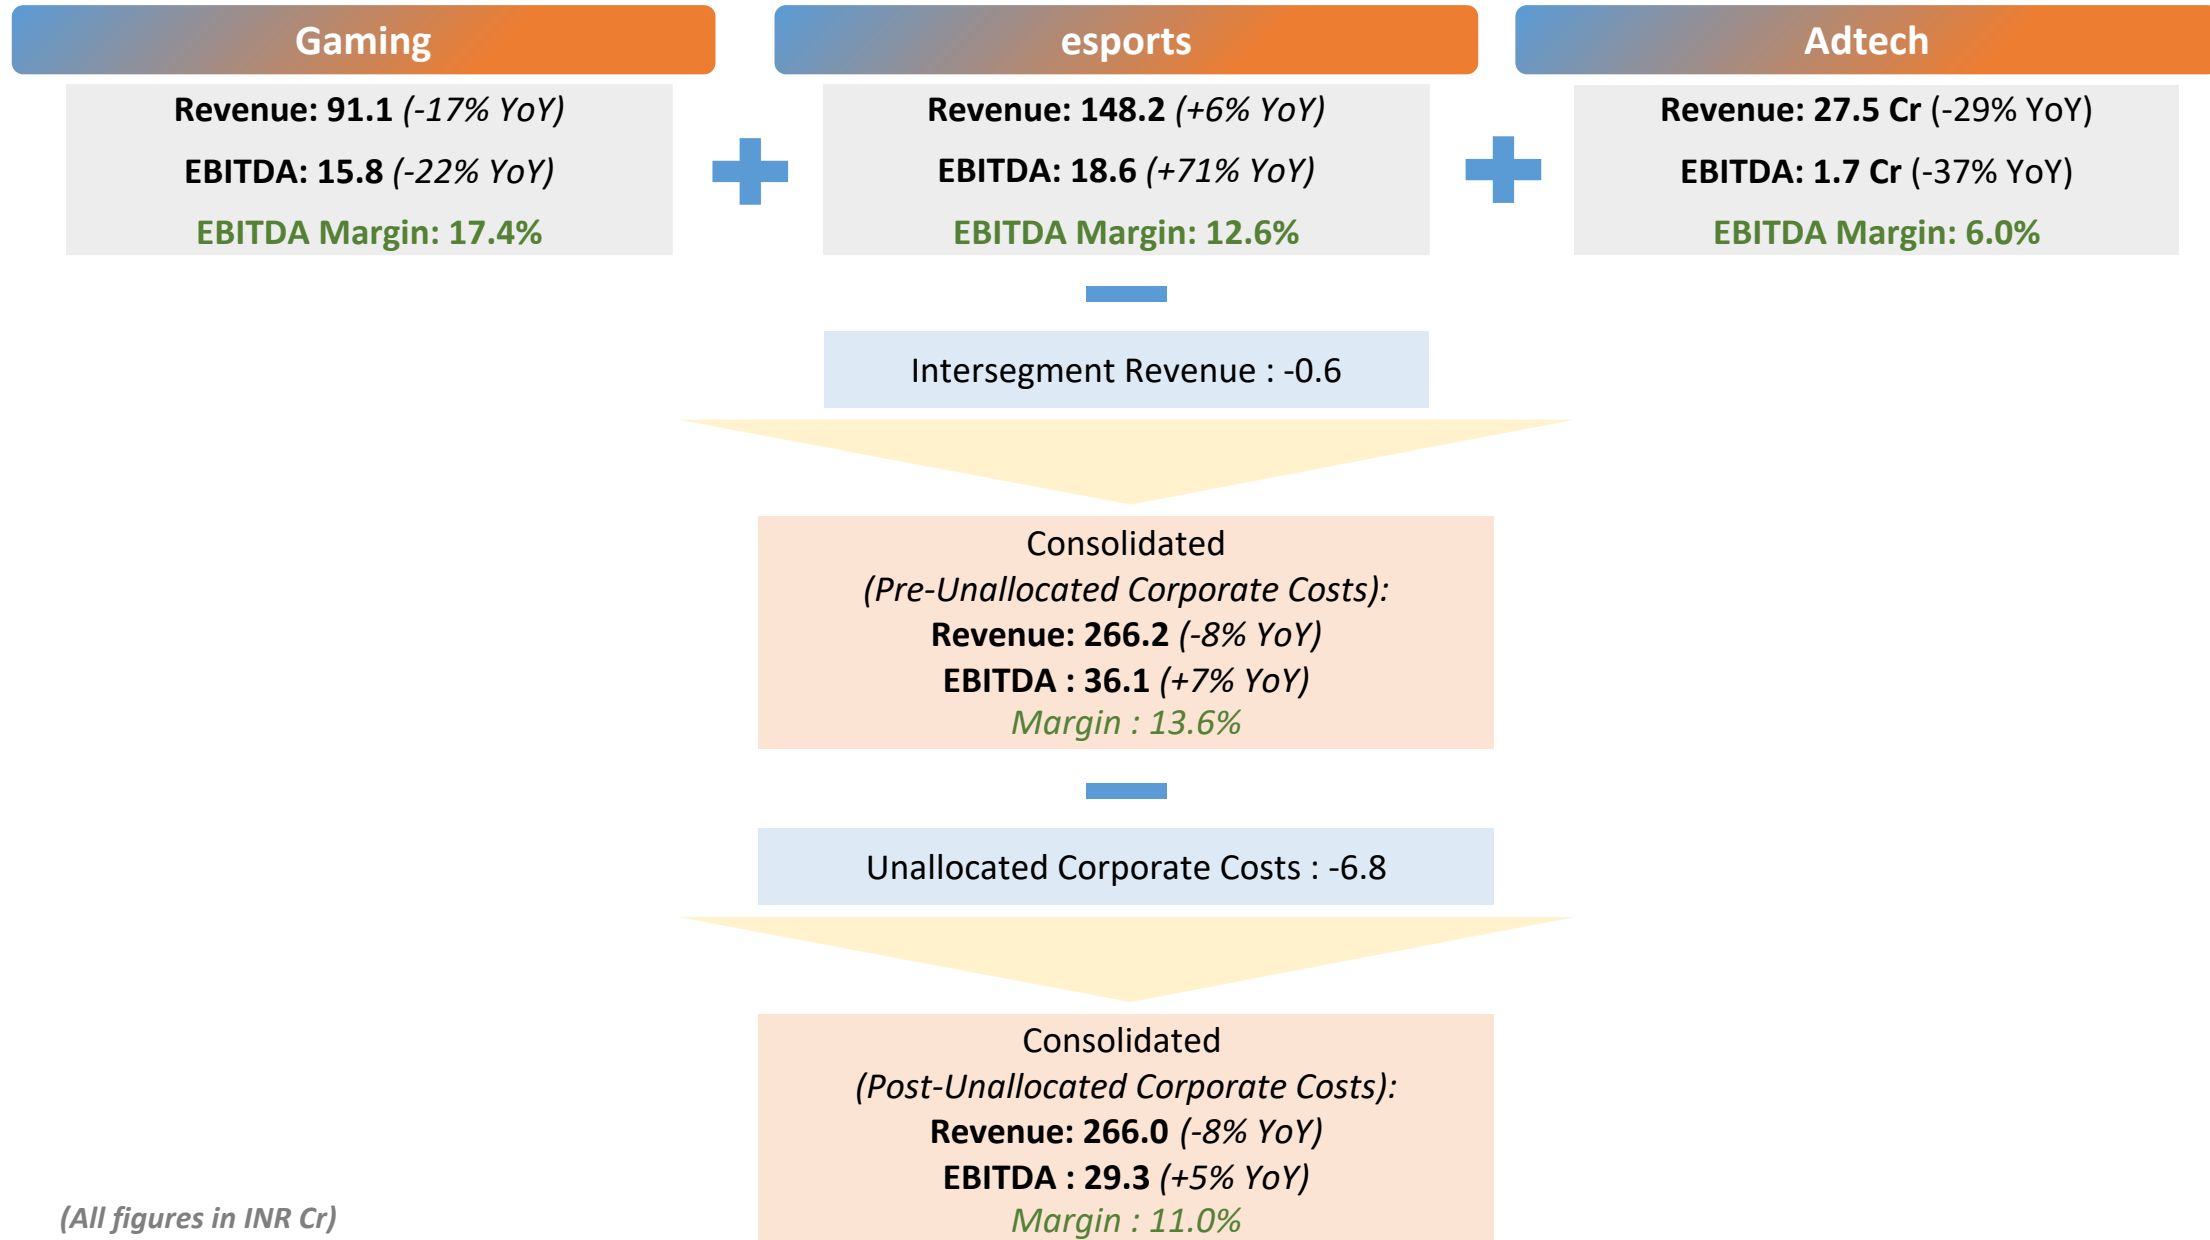 Gaming
Revenue: 91.1 (-17% YoY)
EBITDA: 15.8 (-22% YoY)
EBITDA Margin: 17.4%
esports
Revenue: 148.2 (+6% YoY)
EBITDA: 18.6 (+71% YoY)
EBITDA Margin: 12.6%
Adtech
Revenue: 27.5 Cr (-29% YoY)
EBITDA: 1.7 Cr (-37% YoY)
EBITDA Margin: 6.0%
Intersegment Revenue : -0.6
Consolidated
(Pre-Unallocated Corporate Costs):
Revenue: 266.2 (-8% YoY)
EBITDA : 36.1 (+7% YoY)
Margin : 13.6%
Unallocated Corporate Costs : -6.8
Consolidated
(Post-Unallocated Corporate Costs):
Revenue: 266.0 (-8% YoY)
EBITDA : 29.3 (+5% YoY)
Margin : 11.0%
(All figures in INR Cr)